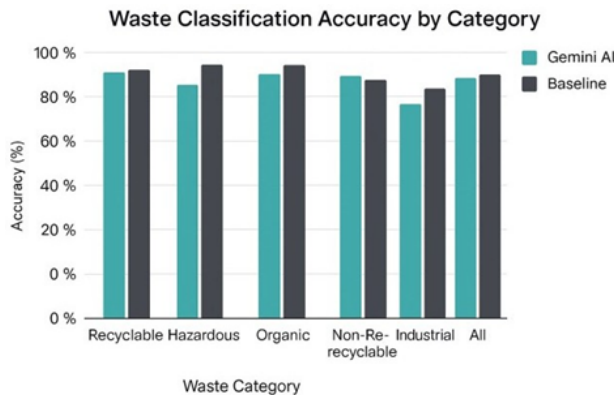 Waste Classification Accuracy by Category
Gemini AI
Baseline
Accuracy (%)
100 %
80 %
60 %
40 %
20 %
0 %
0 %
Recyclable Hazardous Organic Non-Re- Industrial All
recyclable
Waste Category